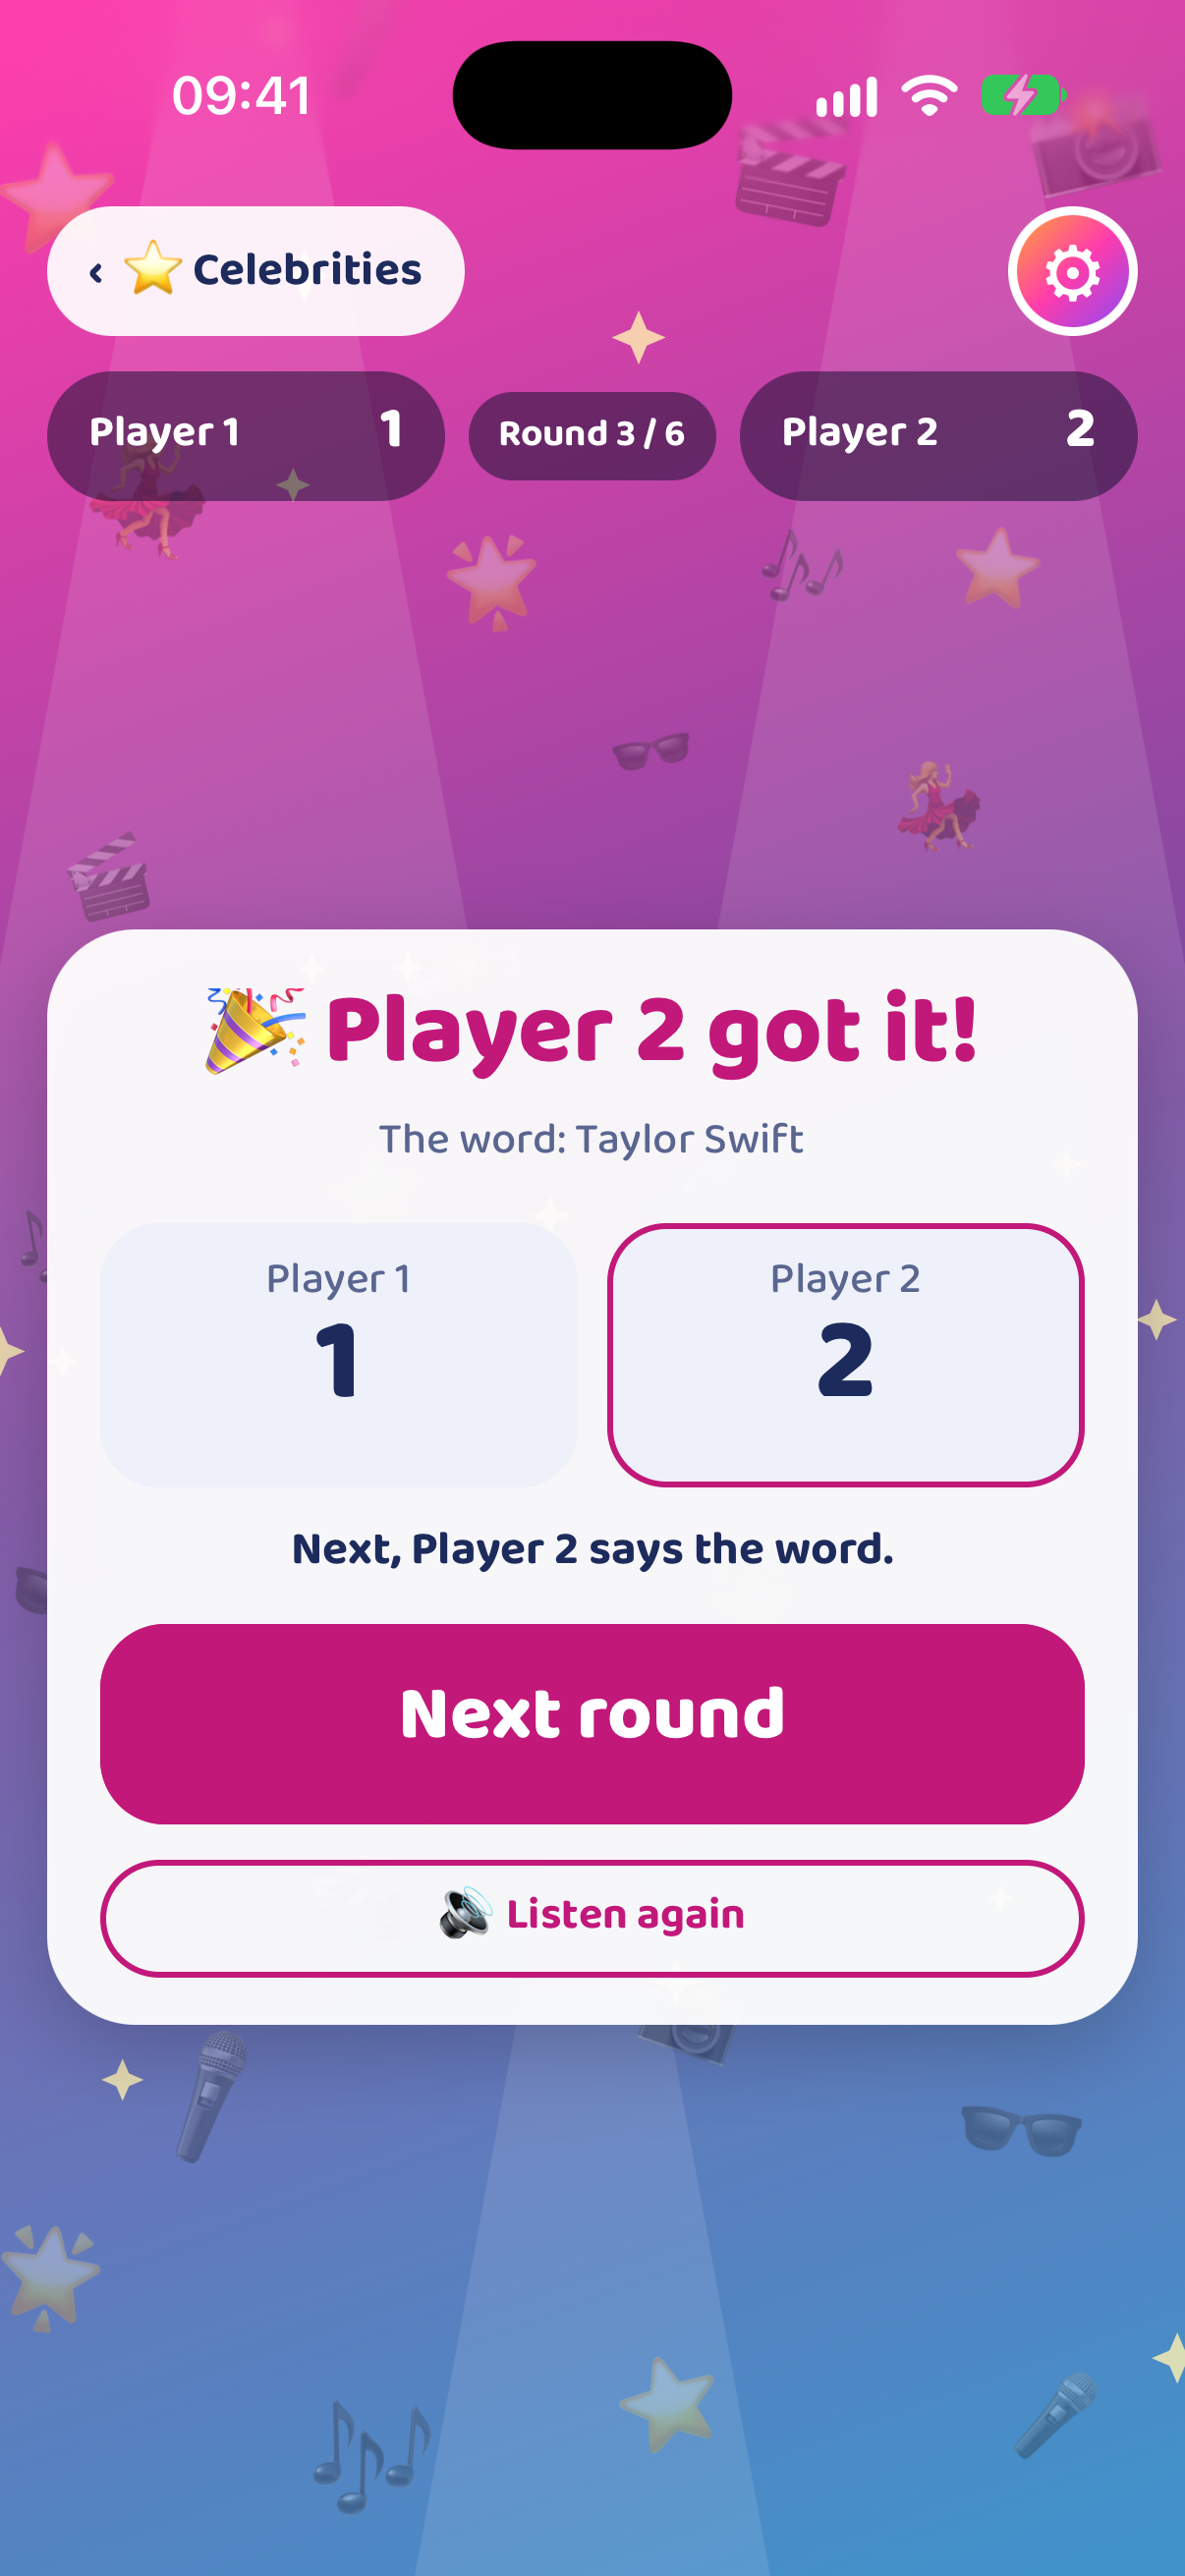 09:41
‹ ⭐ Celebrities
Player 1 1
Round 3 / 6
Player 2 2
🎉 Player 2 got it!
The word: Taylor Swift
Player 1
1
Player 2
2
Next, Player 2 says the word.
Next round
🔊 Listen again